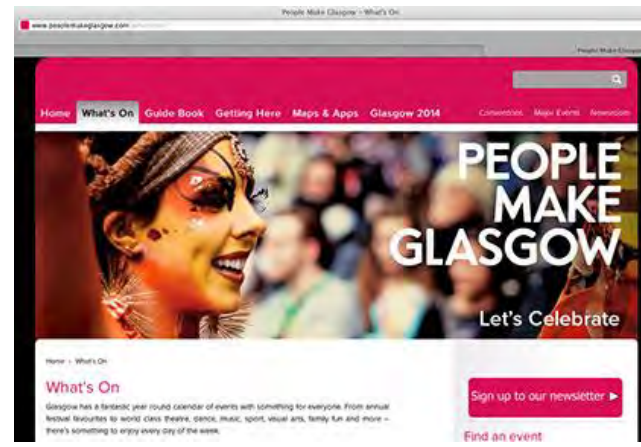 People Make Glasgow - What's On
www.peoplemakeglasgow.com
People Make Glasgow
Home What's On Guide Book Getting Here Maps & Apps Glasgow 2014 Conventions Major Events Newsroom
PEOPLE
MAKE
GLASGOW
Let's Celebrate
Home > What's On
What's On
Glasgow has a fantastic year round calendar of events with something for everyone. From annual
festival favourites to world class theatre, dance, music, sport, visual arts, family fun and more –
there's something to enjoy every day of the week.
Sign up to our newsletter ▶
Find an event